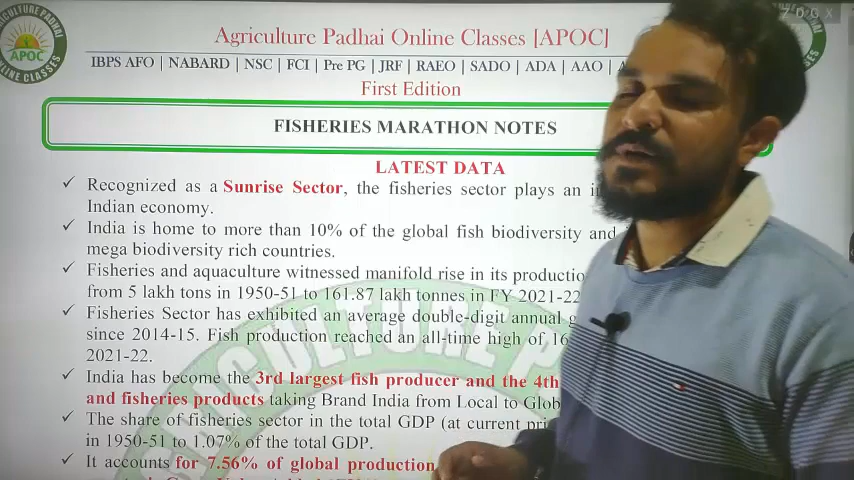 ZDGX
APOC
Agriculture Padhai Online Classes [APOC]
IBPS AFO | NABARD | NSC | FCI | Pre PG | JRF | RAEO | SADO | ADA | AAO |
First Edition
FISHERIES MARATHON NOTES
LATEST DATA
✓ Recognized as a Sunrise Sector, the fisheries sector plays an
Indian economy.
✓ India is home to more than 10% of the global fish biodiversity and
mega biodiversity rich countries.
✓ Fisheries and aquaculture witnessed manifold rise in its
from 5 lakh tons in 1950-51 to 161.87 lakh tonnes in FY 2021-22
✓ Fisheries Sector has exhibited an average double-digit annual
since 2014-15. Fish production reached an all-time high of
2021-22.
✓ India has become the 3rd largest fish producer and the 4th
and fisheries products taking Brand India from Local to
✓ The share of fisheries sector in the total GDP (at current
in 1950-51 to 1.07% of the total GDP.
✓ It accounts for 7.56% of global production